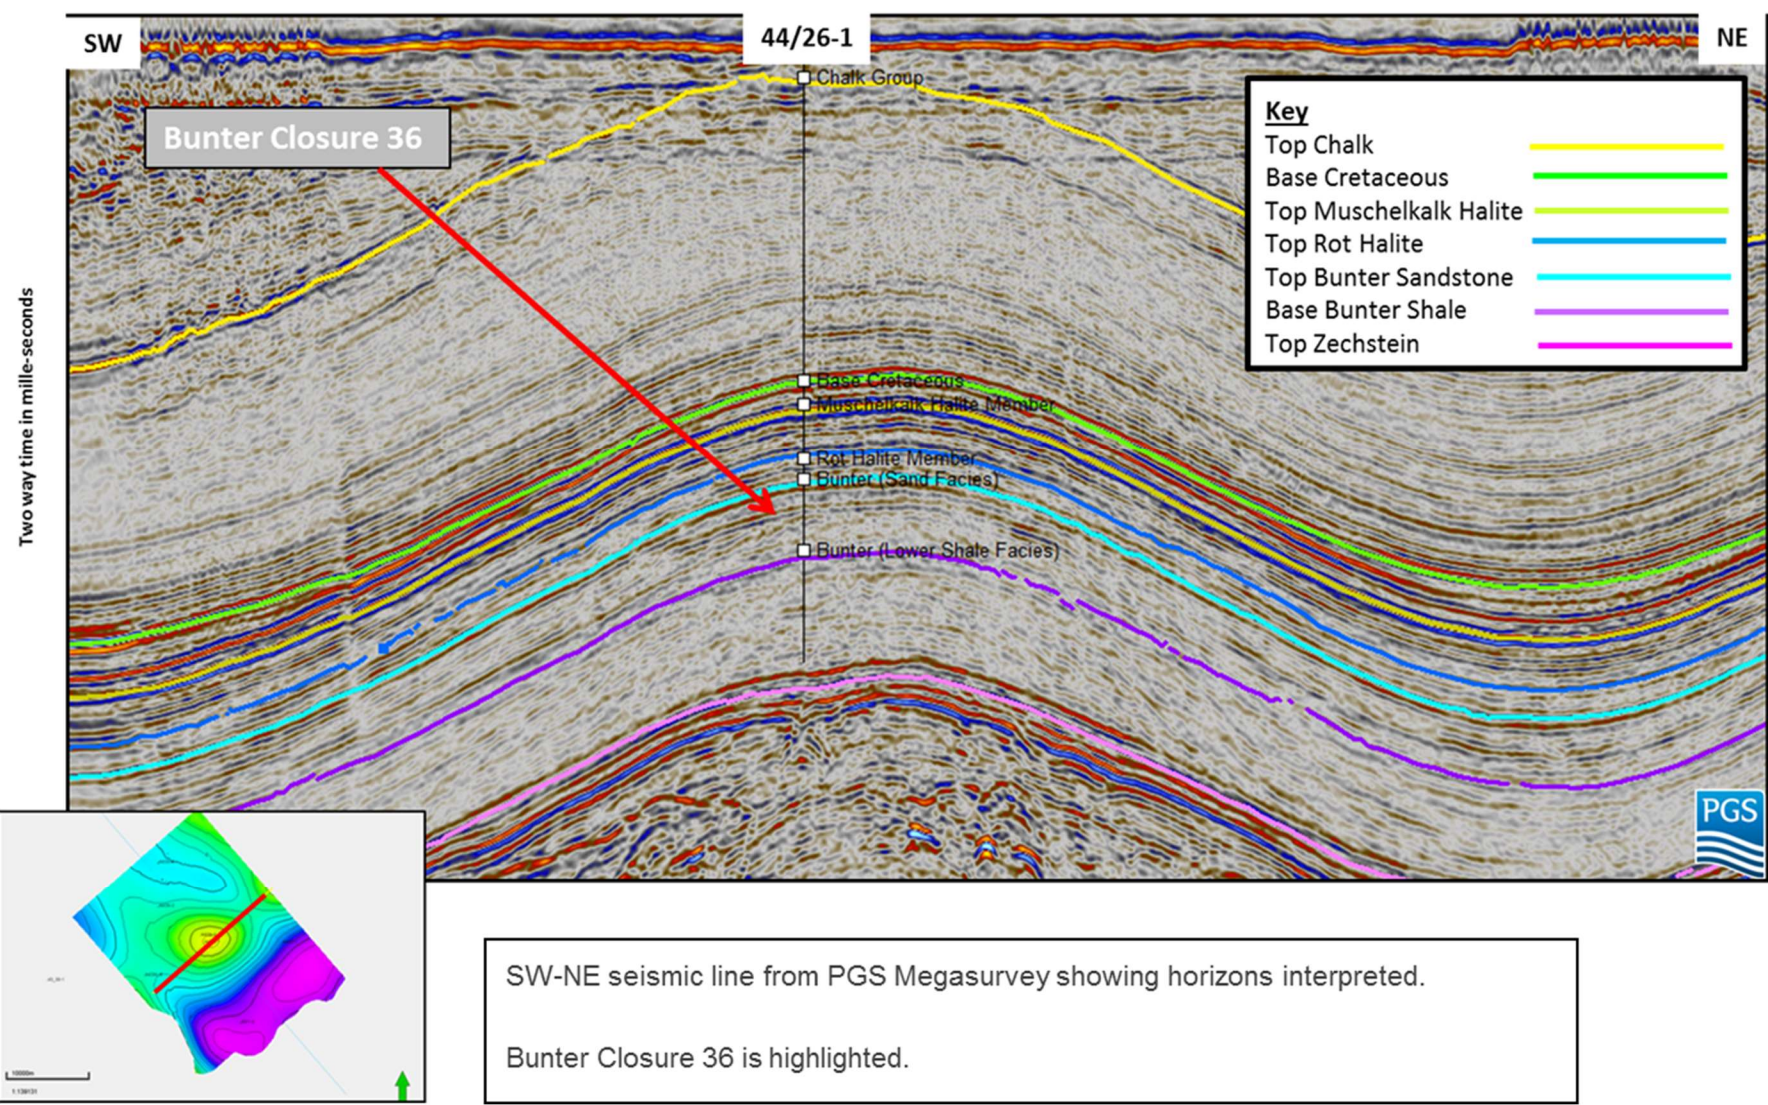 SW
44/26-1
NE
Chalk Group
Bunter Closure 36
Key
Top Chalk
Base Cretaceous
Top Muschelkalk Halite
Top Rot Halite
Top Bunter Sandstone
Base Bunter Shale
Top Zechstein
Two way time in mille-seconds
Base Cretaceous
Muschelkalk Halite Member
Rot Halite Member
Bunter (Sand Facies)
Bunter (Lower Shale Facies)
PGS
10000m
SW-NE seismic line from PGS Megasurvey showing horizons interpreted.
Bunter Closure 36 is highlighted.